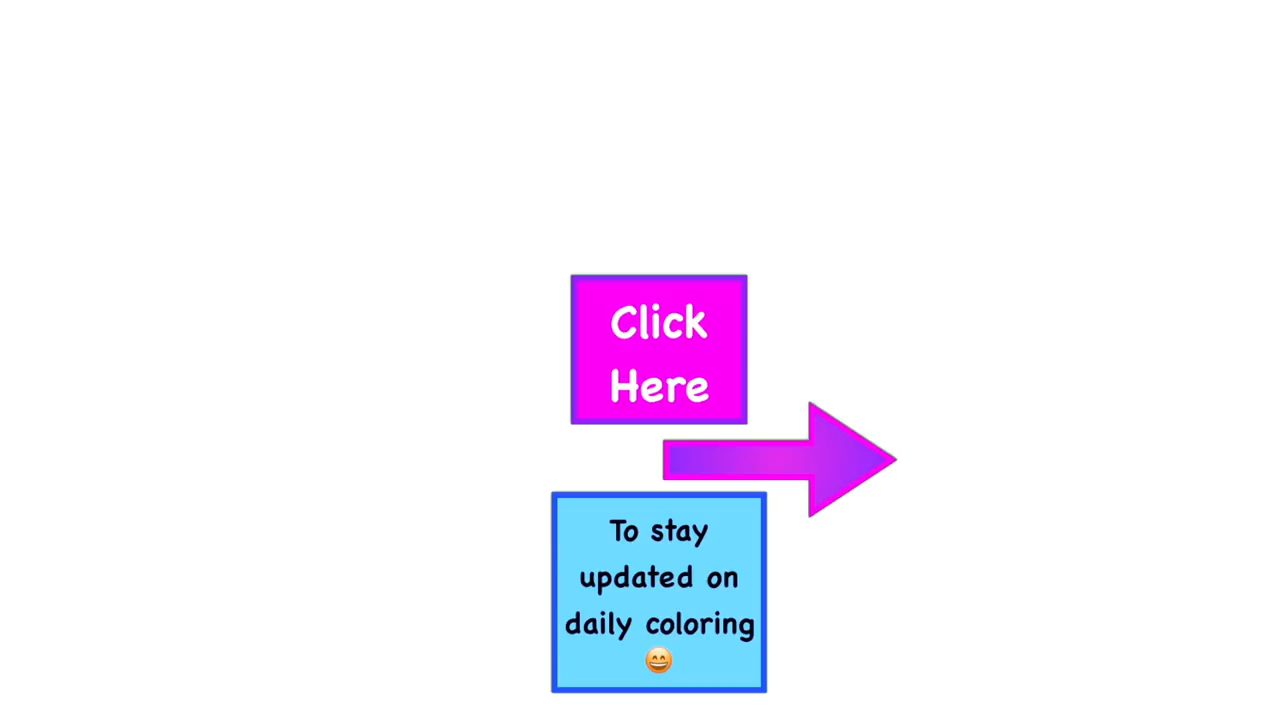 Click
Here
To stay
updated on
daily coloring
😄